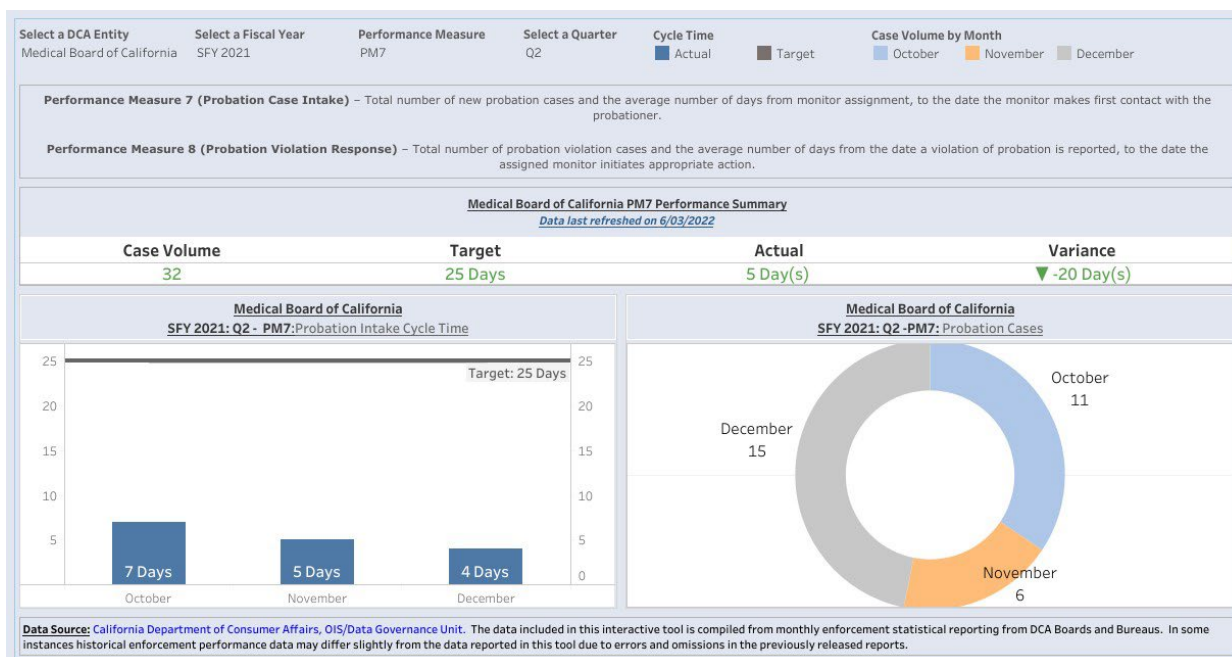 Select a DCA Entity
Medical Board of California
Select a Fiscal Year
SFY 2021
Performance Measure
PM7
Select a Quarter
Q2
Cycle Time
Actual
Target
Case Volume by Month
October
November
December
Performance Measure 7 (Probation Case Intake) – Total number of new probation cases and the average number of days from monitor assignment, to the date the monitor makes first contact with the
probationer.
Performance Measure 8 (Probation Violation Response) – Total number of probation violation cases and the average number of days from the date a violation of probation is reported, to the date the
assigned monitor initiates appropriate action.
Medical Board of California PM7 Performance Summary
Data last refreshed on 6/03/2022
Case Volume
Target
Actual
Variance
32
25 Days
5 Day(s)
▼ -20 Day(s)
Medical Board of California
SFY 2021: Q2 - PM7:Probation Intake Cycle Time
25
20
15
10
5
Target: 25 Days
25
20
15
10
5
0
7 Days
5 Days
4 Days
October
November
December
Medical Board of California
SFY 2021: Q2 -PM7: Probation Cases
October
11
December
15
November
6
Data Source: California Department of Consumer Affairs, OIS/Data Governance Unit. The data included in this interactive tool is compiled from monthly enforcement statistical reporting from DCA Boards and Bureaus. In some
instances historical enforcement performance data may differ slightly from the data reported in this tool due to errors and omissions in the previously released reports.